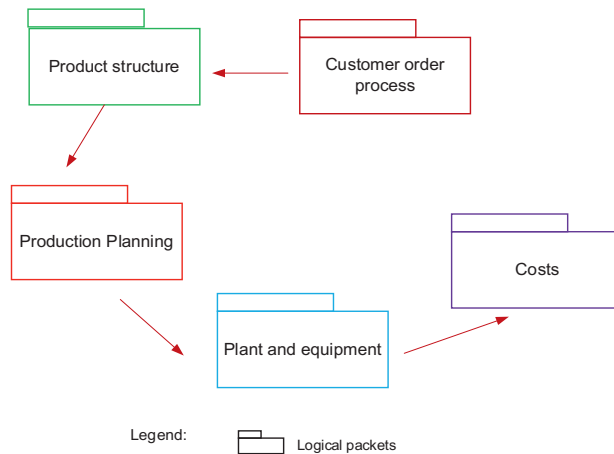 Product structure
Customer order
process
Production Planning
Costs
Plant and equipment
Legend:
Logical packets